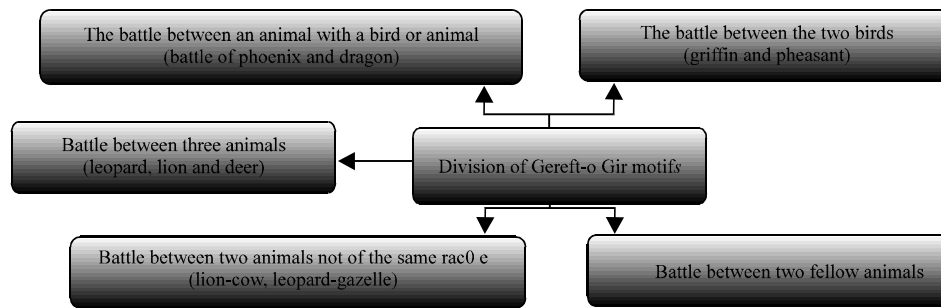 The battle between an animal with a bird or animal
(battle of phoenix and dragon)
The battle between the two birds
(griffin and pheasant)
Battle between three animals
(leopard, lion and deer)
Division of Gereft-o Gir motifs
Battle between two animals not of the same rac0 e
(lion-cow, leopard-gazelle)
Battle between two fellow animals